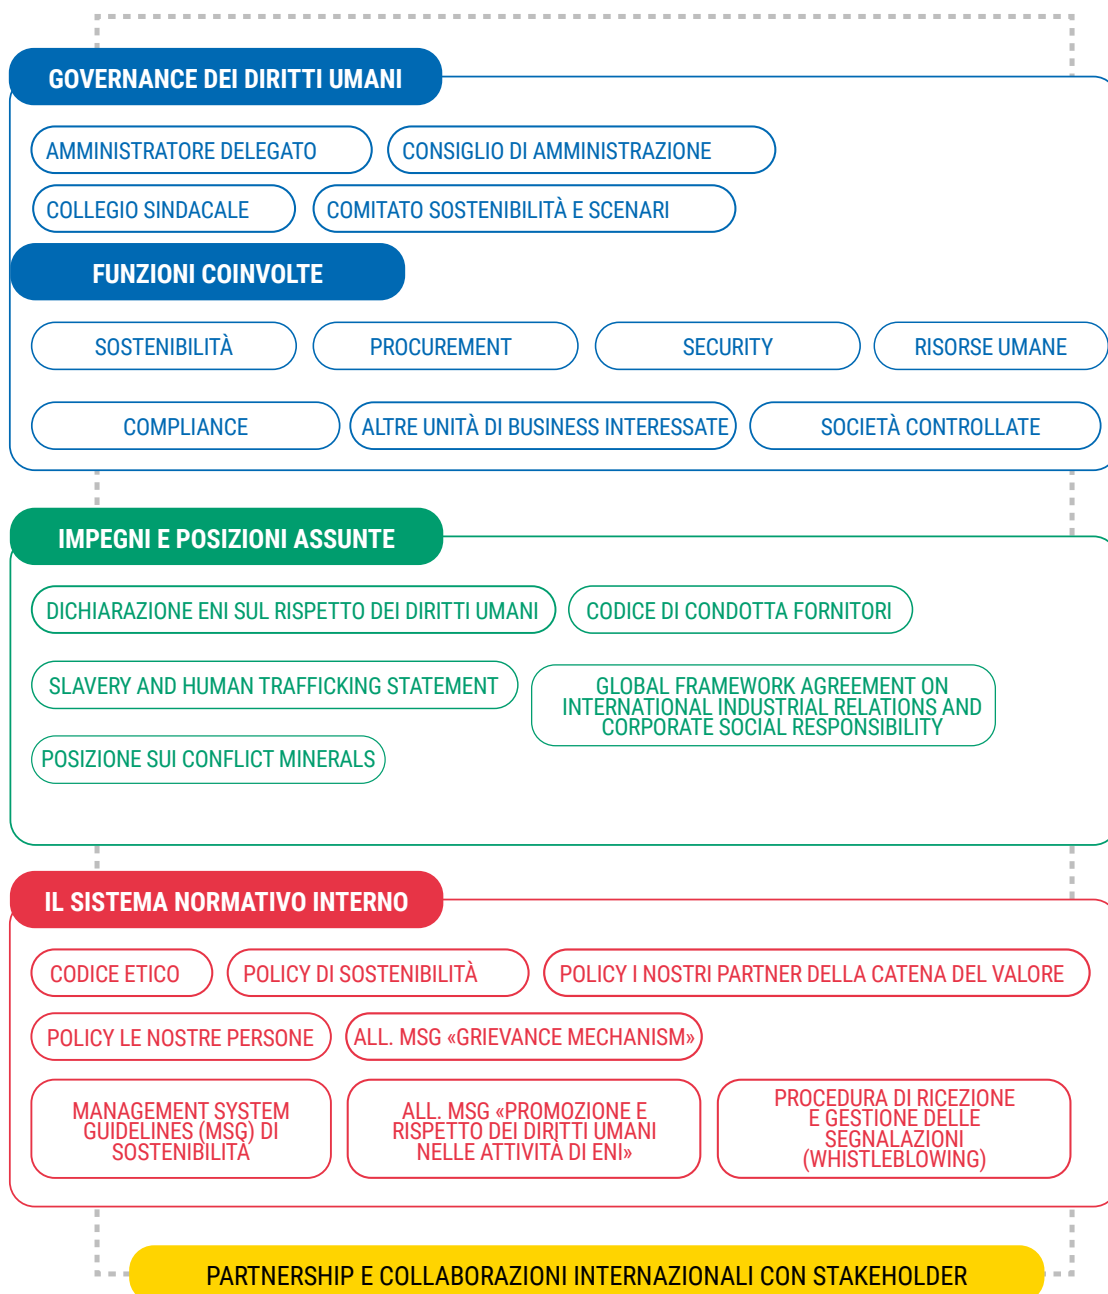 GOVERNANCE DEI DIRITTI UMANI
AMMINISTRATORE DELEGATO
CONSIGLIO DI AMMINISTRAZIONE
COLLEGIO SINDACALE
COMITATO SOSTENIBILITÀ E SCENARI
FUNZIONI COINVOLTE
SOSTENIBILITÀ
PROCUREMENT
SECURITY
RISORSE UMANE
COMPLIANCE
ALTRE UNITÀ DI BUSINESS INTERESSATE
SOCIETÀ CONTROLLATE
IMPEGNI E POSIZIONI ASSUNTE
DICHIARAZIONE ENI SUL RISPETTO DEI DIRITTI UMANI
CODICE DI CONDOTTA FORNITORI
SLAVERY AND HUMAN TRAFFICKING STATEMENT
GLOBAL FRAMEWORK AGREEMENT ON
INTERNATIONAL INDUSTRIAL RELATIONS AND
CORPORATE SOCIAL RESPONSIBILITY
POSIZIONE SUI CONFLICT MINERALS
IL SISTEMA NORMATIVO INTERNO
CODICE ETICO
POLICY DI SOSTENIBILITÀ
POLICY I NOSTRI PARTNER DELLA CATENA DEL VALORE
POLICY LE NOSTRE PERSONE
ALL. MSG «GRIEVANCE MECHANISM»
MANAGEMENT SYSTEM
GUIDELINES (MSG) DI
SOSTENIBILITÀ
ALL. MSG «PROMOZIONE E
RISPETTO DEI DIRITTI UMANI
NELLE ATTIVITÀ DI ENI»
PROCEDURA DI RICEZIONE
E GESTIONE DELLE
SEGNALAZIONI
(WHISTLEBLOWING)
PARTNERSHIP E COLLABORAZIONI INTERNAZIONALI CON STAKEHOLDER